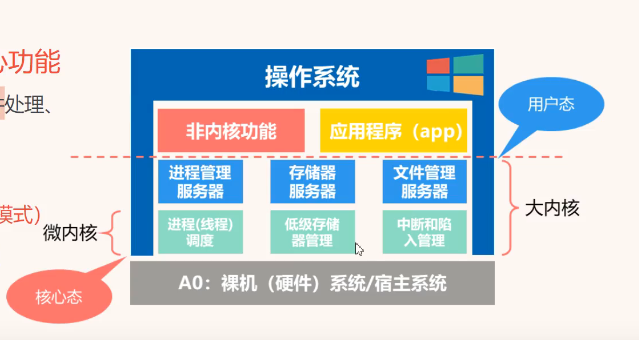 心功能
操作系统
件处理、
用户态
非内核功能
应用程序（app）
进程管理
服务器
存储器
服务器
文件管理
服务器
大内核
模式）
微内核
进程(线程)
调度
低级存储
器管理
中断和陷
入管理
核心态
A0：裸机（硬件）系统/宿主系统